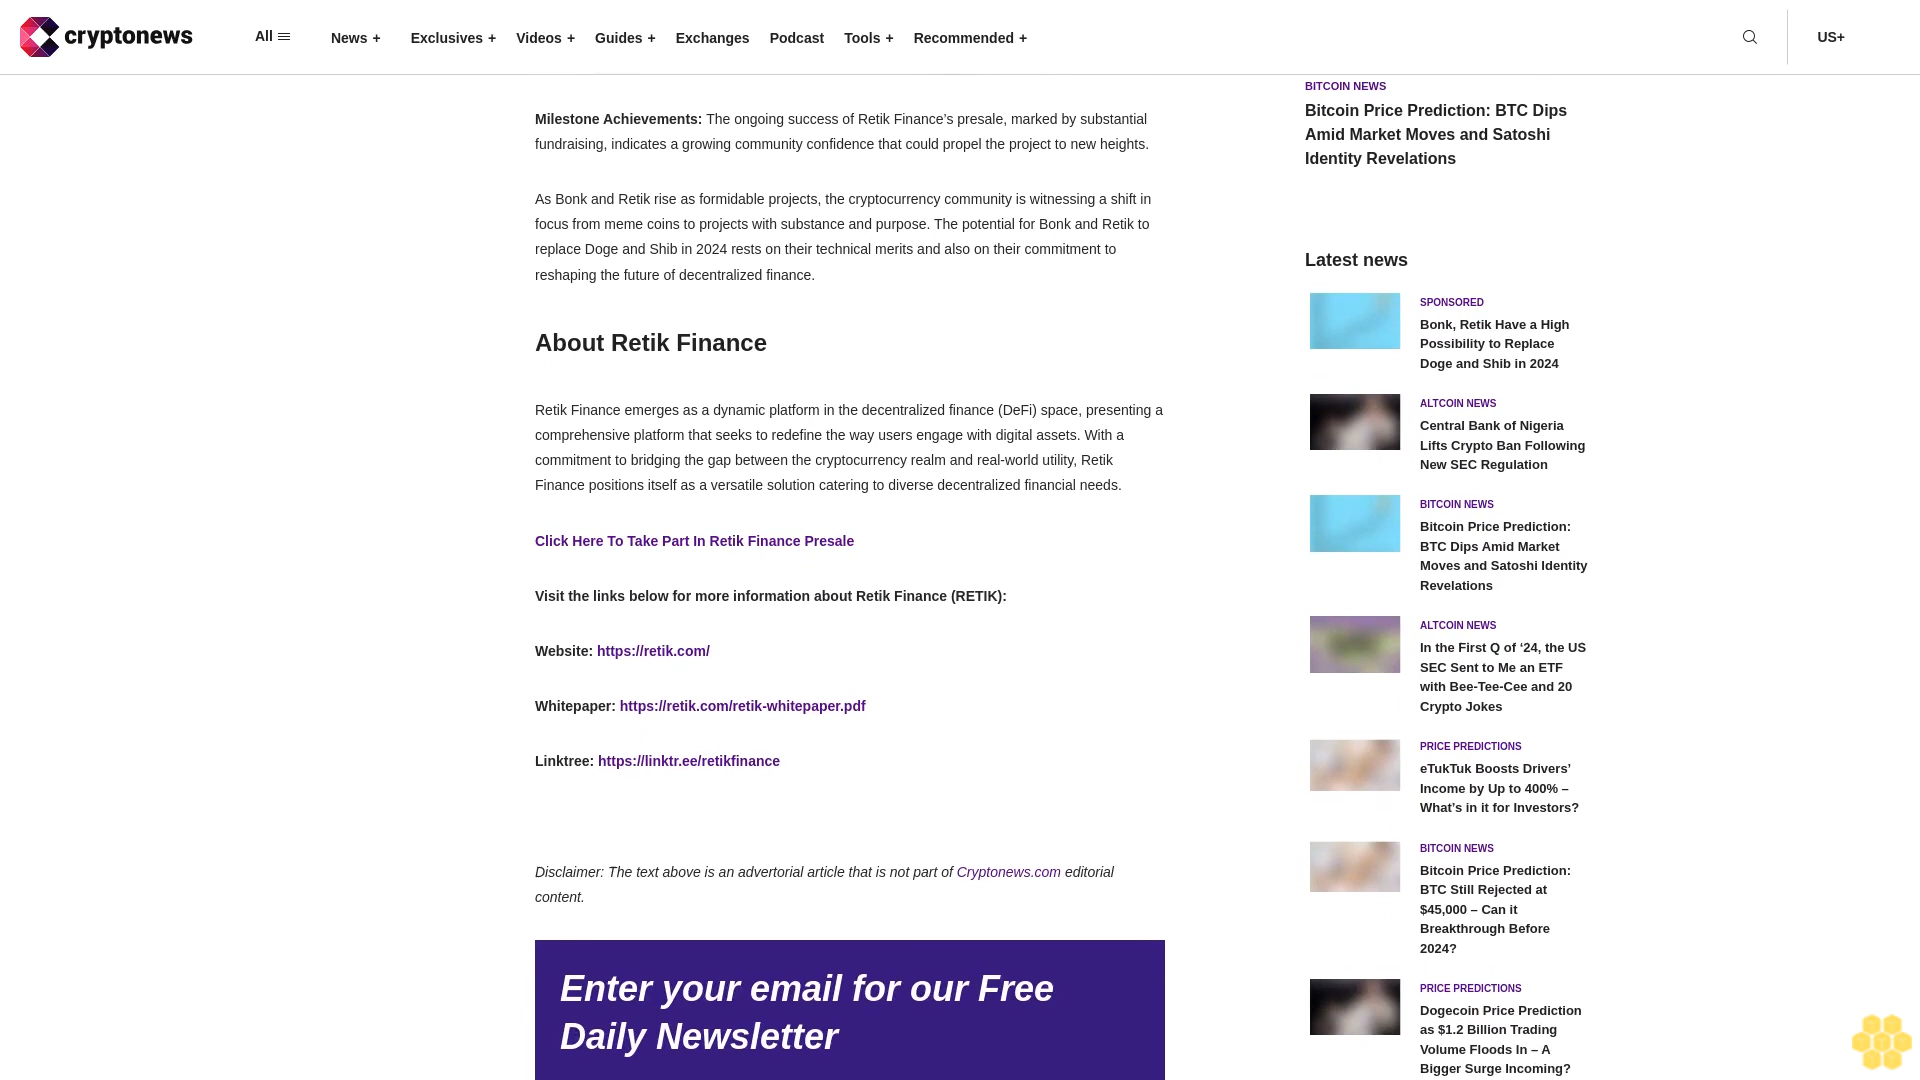 cryptonews
All
News +
Exclusives +
Videos +
Guides +
Exchanges
Podcast
Tools +
Recommended +
US+
Milestone Achievements: The ongoing success of Retik Finance’s presale, marked by substantial
fundraising, indicates a growing community confidence that could propel the project to new heights.
As Bonk and Retik rise as formidable projects, the cryptocurrency community is witnessing a shift in
focus from meme coins to projects with substance and purpose. The potential for Bonk and Retik to
replace Doge and Shib in 2024 rests on their technical merits and also on their commitment to
reshaping the future of decentralized finance.
About Retik Finance
Retik Finance emerges as a dynamic platform in the decentralized finance (DeFi) space, presenting a
comprehensive platform that seeks to redefine the way users engage with digital assets. With a
commitment to bridging the gap between the cryptocurrency realm and real-world utility, Retik
Finance positions itself as a versatile solution catering to diverse decentralized financial needs.
Click Here To Take Part In Retik Finance Presale
Visit the links below for more information about Retik Finance (RETIK):
Website: https://retik.com/
Whitepaper: https://retik.com/retik-whitepaper.pdf
Linktree: https://linktr.ee/retikfinance
Disclaimer: The text above is an advertorial article that is not part of Cryptonews.com editorial
content.
Enter your email for our Free
Daily Newsletter
BITCOIN NEWS
Bitcoin Price Prediction: BTC Dips
Amid Market Moves and Satoshi
Identity Revelations
Latest news
SPONSORED
Bonk, Retik Have a High
Possibility to Replace
Doge and Shib in 2024
ALTCOIN NEWS
Central Bank of Nigeria
Lifts Crypto Ban Following
New SEC Regulation
BITCOIN NEWS
Bitcoin Price Prediction:
BTC Dips Amid Market
Moves and Satoshi Identity
Revelations
ALTCOIN NEWS
In the First Q of ‘24, the US
SEC Sent to Me an ETF
with Bee-Tee-Cee and 20
Crypto Jokes
PRICE PREDICTIONS
eTukTuk Boosts Drivers’
Income by Up to 400% –
What’s in it for Investors?
BITCOIN NEWS
Bitcoin Price Prediction:
BTC Still Rejected at
$45,000 – Can it
Breakthrough Before
2024?
PRICE PREDICTIONS
Dogecoin Price Prediction
as $1.2 Billion Trading
Volume Floods In – A
Bigger Surge Incoming?